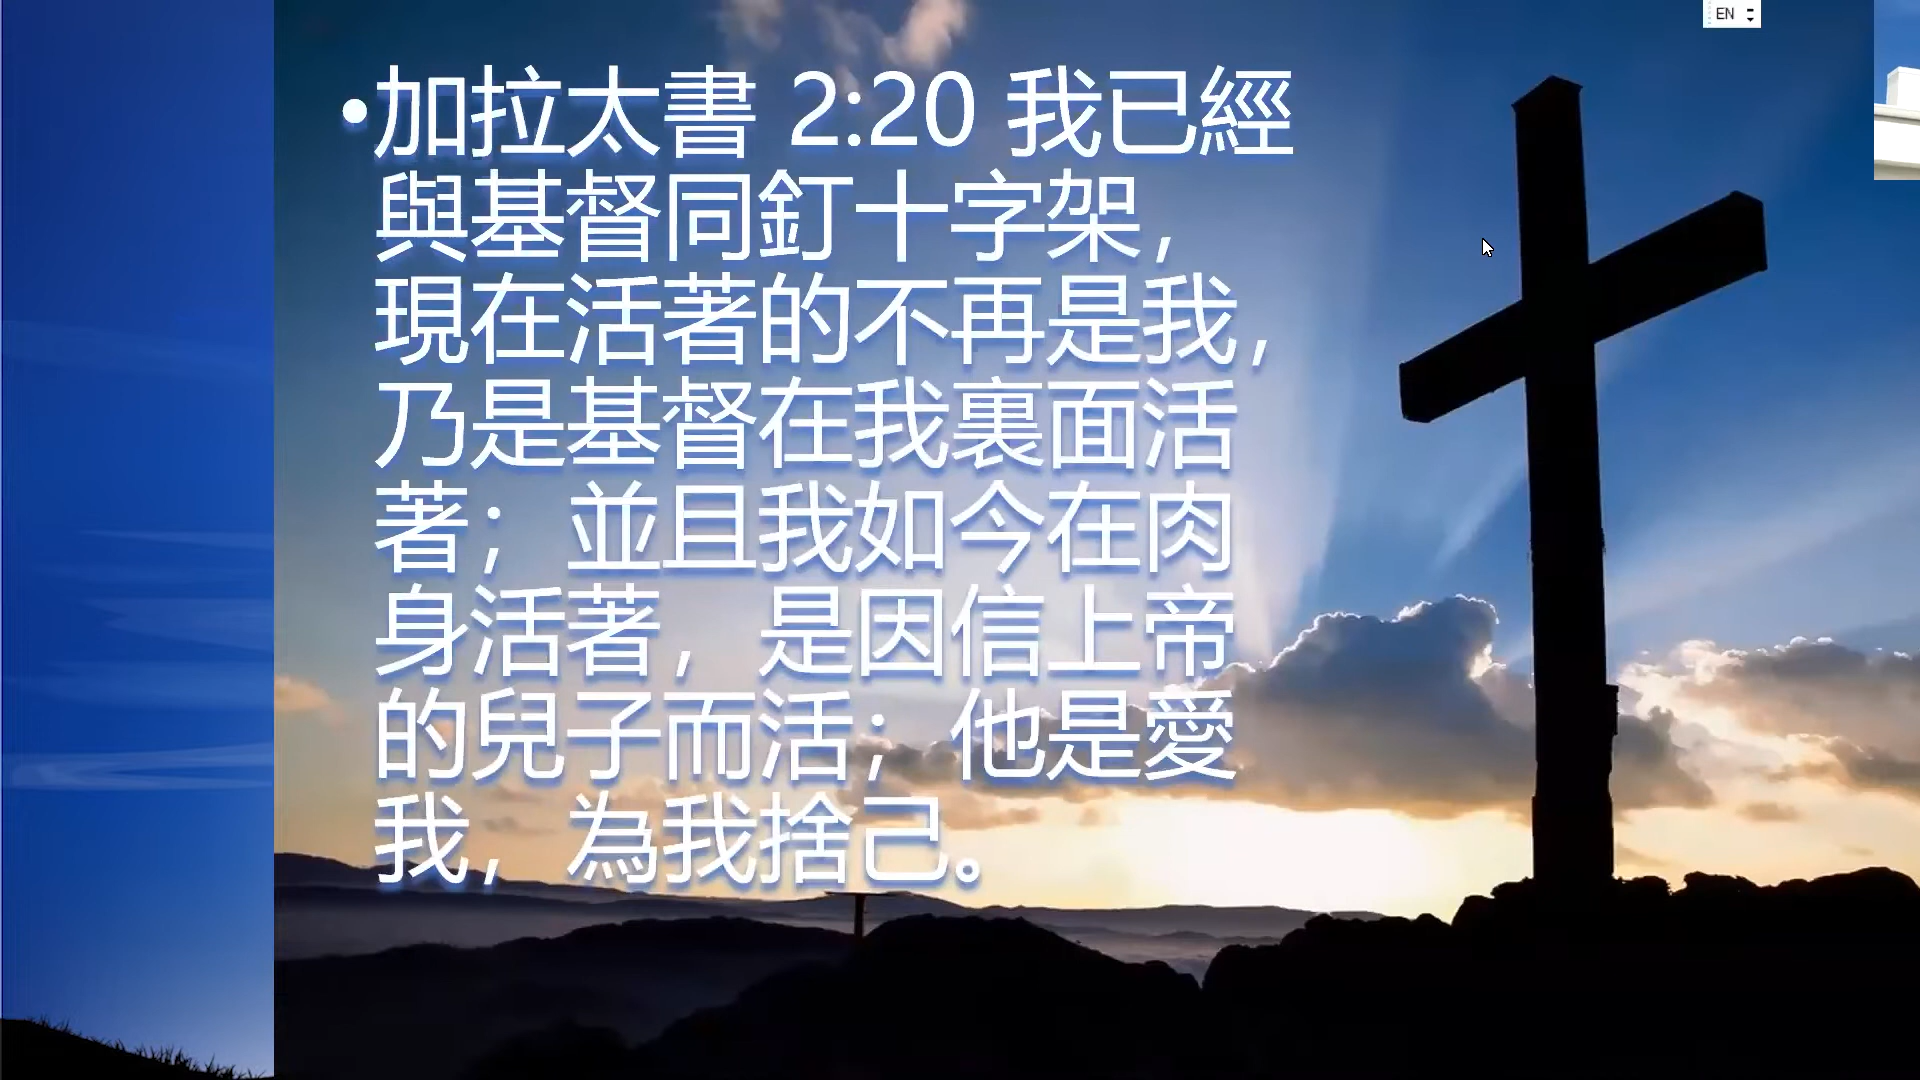 EN
•加拉太書 2:20 我已經
與基督同釘十字架，
現在活著的不再是我，
乃是基督在我裏面活
著；並且我如今在肉
身活著，是因信上帝
的兒子而活；他是愛
我，為我捨己。